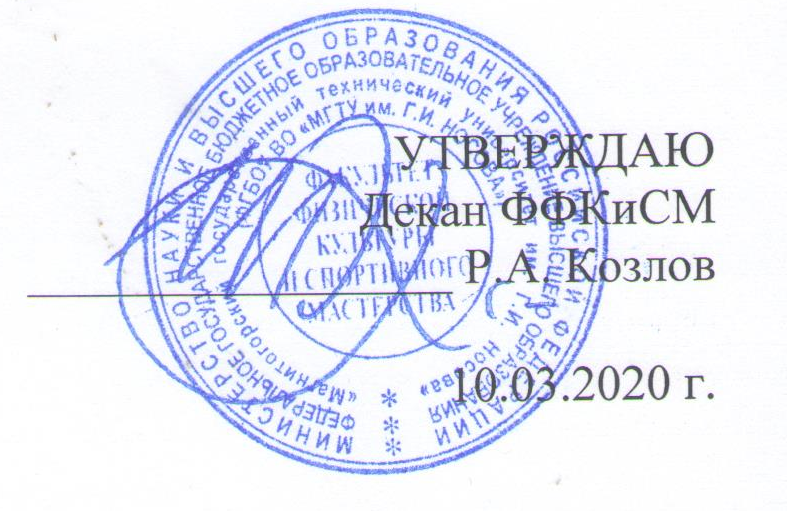 УТВЕРЖДАЮ
Декан ФФКиСМ
Р.А. Козлов
10.03.2020 г.
МИНИСТЕРСТВО НАУКИ И ВЫСШЕГО ОБРАЗОВАНИЯ РОССИЙСКОЙ ФЕДЕРАЦИИ
ФЕДЕРАЛЬНОЕ ГОСУДАРСТВЕННОЕ БЮДЖЕТНОЕ ОБРАЗОВАТЕЛЬНОЕ УЧРЕЖДЕНИЕ ВЫСШЕГО ОБРАЗОВАНИЯ
«Магнитогорский государственный технический университет им. Г.И. Носова»
(ФГБОУ ВО «МГТУ им. Г.И. НОСОВА»)
ФАКУЛЬТЕТ
ФИЗИЧЕСКОЙ
КУЛЬТУРЫ
И СПОРТИВНОГО
МАСТЕРСТВА